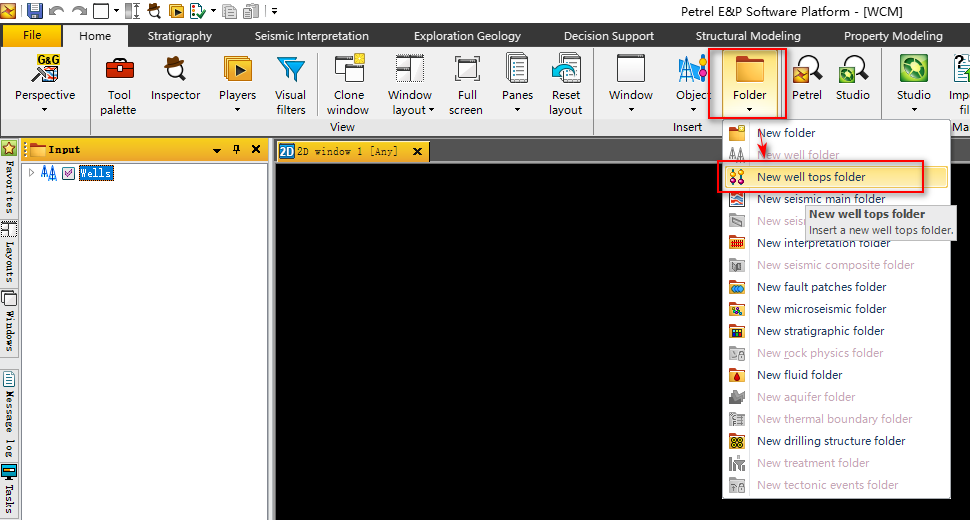 Petrel E&P Software Platform - [WCM]
File Home Stratigraphy Seismic Interpretation Exploration Geology Decision Support Structural Modeling Property Modeling
G&G
Perspective
Tool palette
Inspector
Players
Visual filters
Clone window
Window layout
Full screen
Panes
Reset layout
View
Window
Object
Folder
Petrel
Studio
Insert
Studio
Impo
fil
Ma
Input
Wells
2D 2D window 1 [Any]
Favorites
Layouts
Windows
Message log
Tasks
New folder
New well folder
New well tops folder
New seismic main folder
New seis
New interpretation folder
New seismic composite folder
New fault patches folder
New microseismic folder
New stratigraphic folder
New rock physics folder
New fluid folder
New aquifer folder
New thermal boundary folder
New drilling structure folder
New treatment folder
New tectonic events folder
New well tops folder
Insert a new well tops folder.